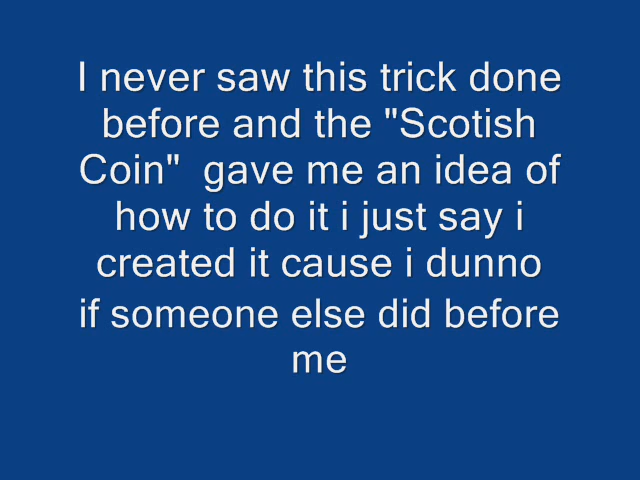 I never saw this trick done
before and the "Scotish
Coin"  gave me an idea of
how to do it i just say i
created it cause i dunno
if someone else did before
me